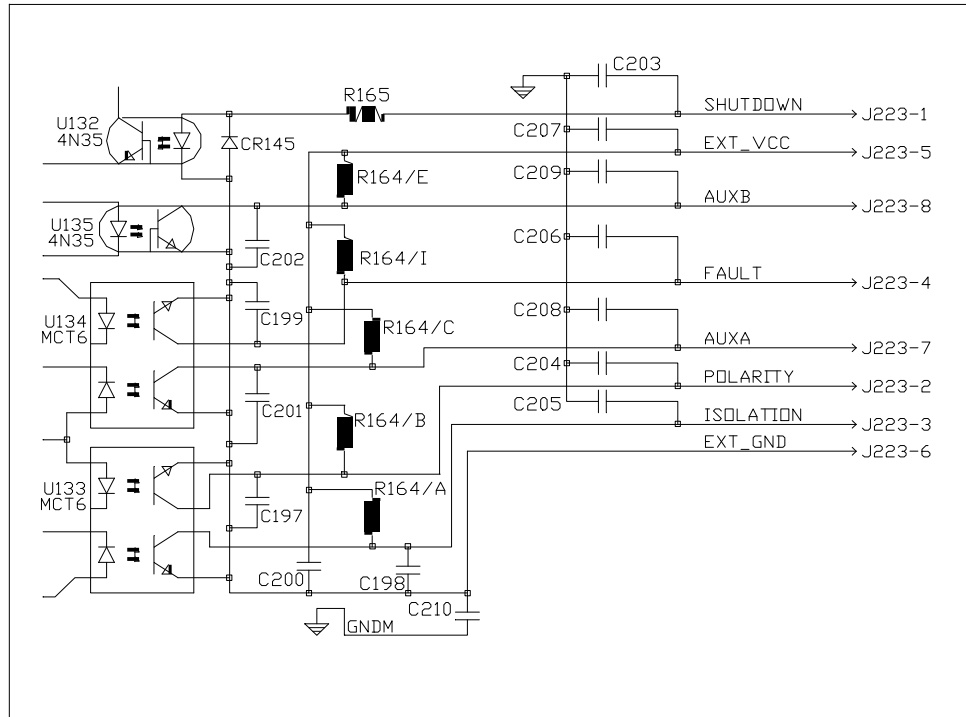 C203
R165
SHUTDOWN
J223-1
U132
4N35
CR145
C207
EXT_VCC
J223-5
R164/E
C209
AUXB
J223-8
U135
4N35
C202
R164/I
C206
FAULT
J223-4
U134
MCT6
C199
R164/C
C208
AUXA
J223-7
C204
POLARITY
J223-2
C201
R164/B
C205
ISOLATION
J223-3
EXT_GND
J223-6
U133
MCT6
C197
R164/A
C200
C198
C210
GNDM